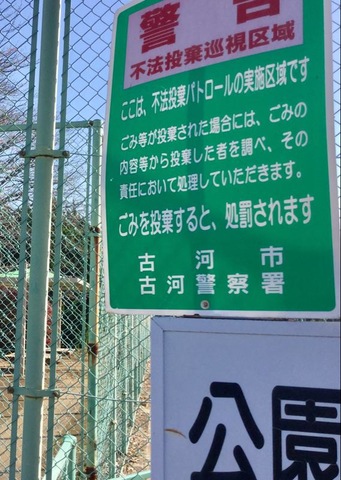 警告
不法投棄巡視区域
ここは、不法投棄パトロールの実施区域です
ごみ等が投棄された場合には、ごみの
内容等から投棄した者を調べ、その
責任において処理していただきます。
ごみを投棄すると、処罰されます
古河市
古河警察署
公園